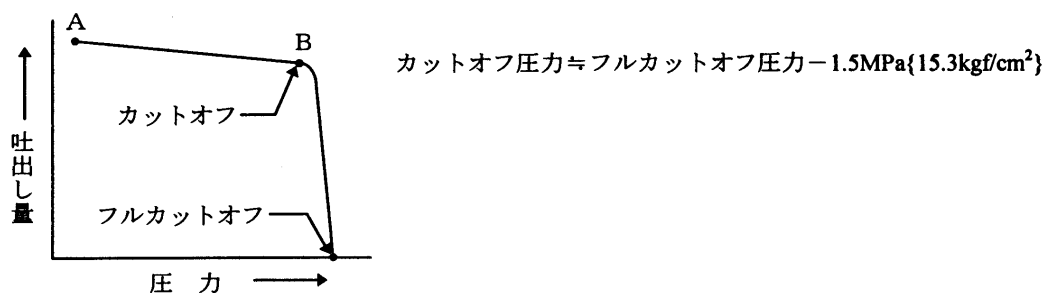 A
B
カットオフ圧力≒フルカットオフ圧力－1.5MPa{15.3kgf/cm²}
カットオフ
吐出し量
フルカットオフ
圧 力